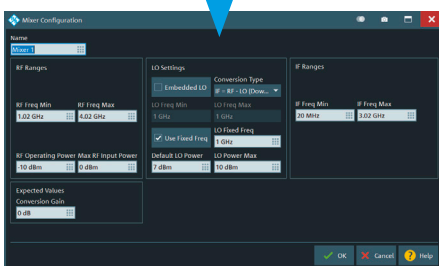 Mixer Configuration
Name
Mixer 1
RF Ranges
RF Freq Min RF Freq Max
1.02 GHz 4.02 GHz
RF Operating Power Max RF Input Power
-10 dBm 0 dBm
LO Settings
Embedded LO
Conversion Type
IF = RF - LO (Dow...
LO Freq Min LO Freq Max
1 GHz 1 GHz
Use Fixed Freq
LO Fixed Freq
1 GHz
Default LO Power LO Power Max
7 dBm 10 dBm
IF Ranges
IF Freq Min IF Freq Max
20 MHz 3.02 GHz
Expected Values
Conversion Gain
0 dB
OK Cancel ? Help